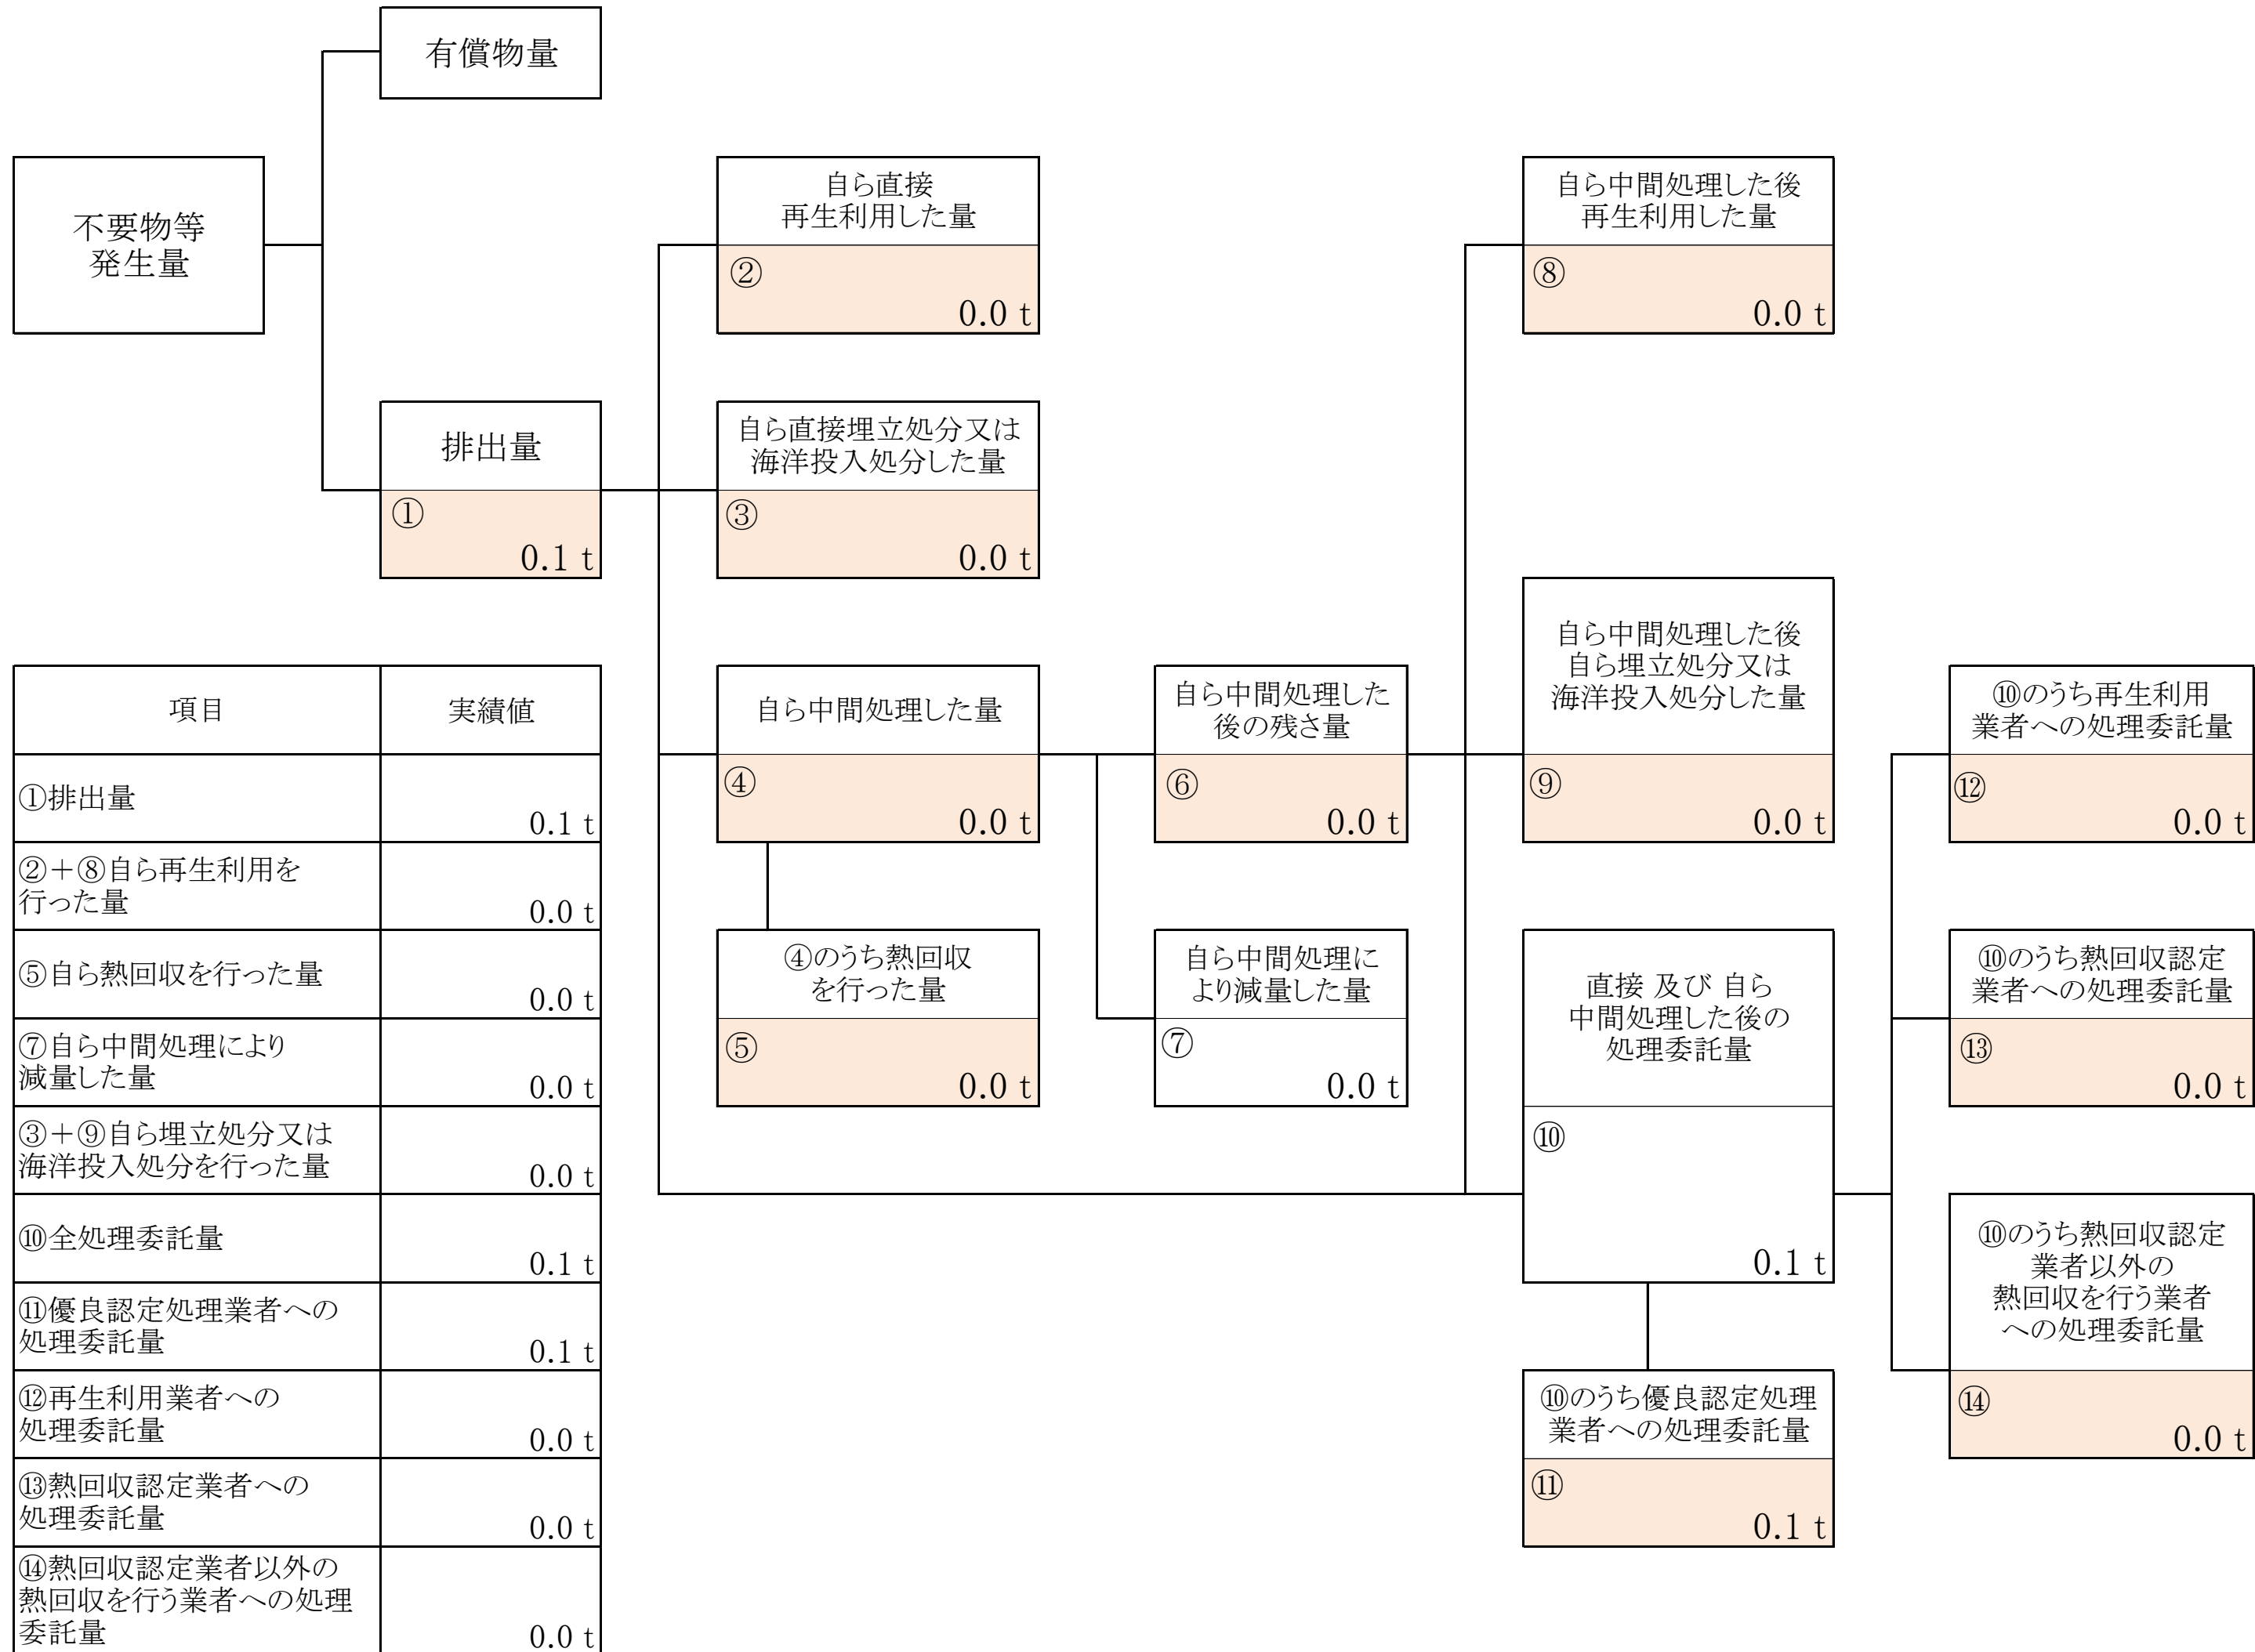 有償物量
不要物等
発生量
自ら直接
再生利用した量
②
0.0 t
自ら中間処理した後
再生利用した量
⑧
0.0 t
排出量
①
0.1 t
自ら直接埋立処分又は
海洋投入処分した量
③
0.0 t
自ら中間処理した量
④
0.0 t
自ら中間処理した
後の残さ量
⑥
0.0 t
自ら中間処理した後
自ら埋立処分又は
海洋投入処分した量
⑨
0.0 t
⑩のうち再生利用
業者への処理委託量
⑫
0.0 t
④のうち熱回収
を行った量
⑤
0.0 t
自ら中間処理に
より減量した量
⑦
0.0 t
直接 及び 自ら
中間処理した後の
処理委託量
⑩
0.1 t
⑩のうち熱回収認定
業者への処理委託量
⑬
0.0 t
⑩のうち熱回収認定
業者以外の
熱回収を行う業者
への処理委託量
⑭
0.0 t
⑩のうち優良認定処理
業者への処理委託量
⑪
0.1 t
項目 実績値
①排出量
0.1 t
②+⑧自ら再生利用を
行った量
0.0 t
⑤自ら熱回収を行った量
0.0 t
⑦自ら中間処理により
減量した量
0.0 t
③+⑨自ら埋立処分又は
海洋投入処分を行った量
0.0 t
⑩全処理委託量
0.1 t
⑪優良認定処理業者への
処理委託量
0.1 t
⑫再生利用業者への
処理委託量
0.0 t
⑬熱回収認定業者への
処理委託量
0.0 t
⑭熱回収認定業者以外の
熱回収を行う業者への処理
委託量
0.0 t